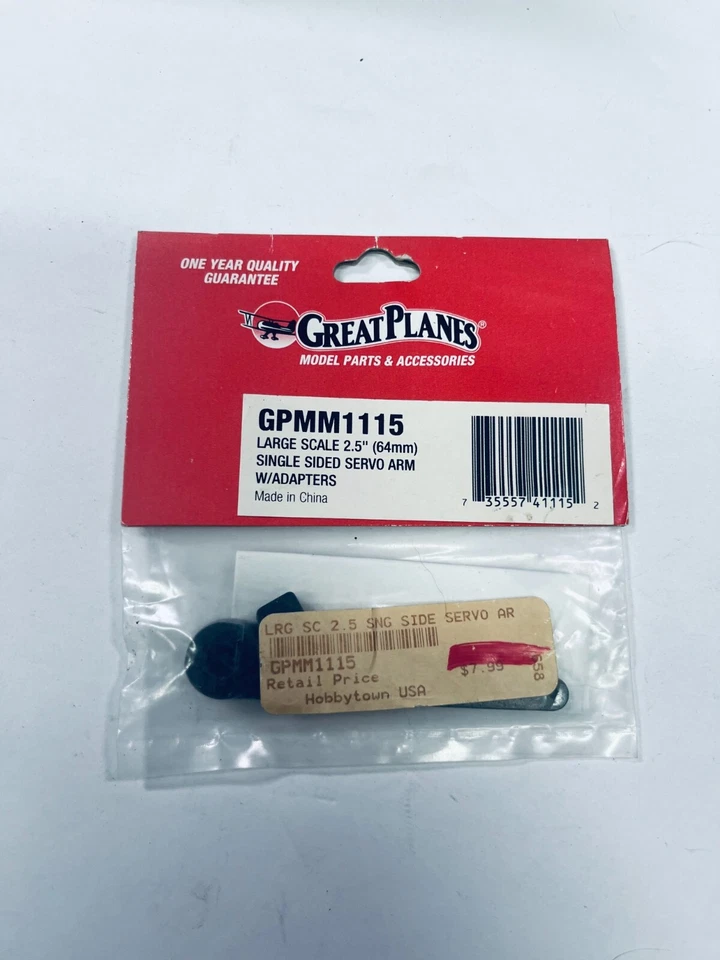 ONE YEAR QUALITY
GUARANTEE
GREAT PLANES®
MODEL PARTS & ACCESSORIES
GPMM1115
LARGE SCALE 2.5" (64mm)
SINGLE SIDED SERVO ARM
W/ADAPTERS
Made in China
7 35557 41115 2
LRG SC 2.5 SNG SIDE SERVO AR
GPMM1115
$7.99
Retail Price
Hobbytown USA